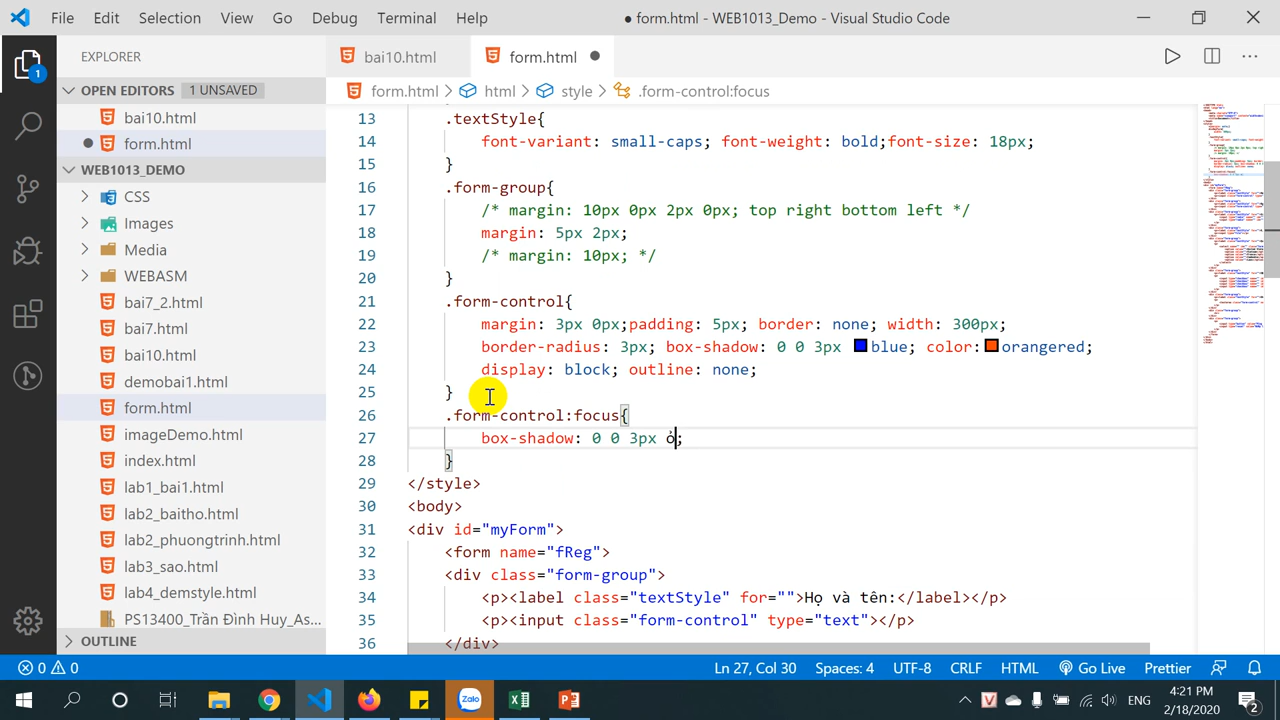 File Edit Selection View Go Debug Terminal Help ● form.html - WEB1013_Demo - Visual Studio Code
EXPLORER
OPEN EDITORS 1 UNSAVED
bai10.html
form.html
WEB1013_DEMO
CSS
Images
Media
WEBASM
bai7_2.html
bai7.html
bai10.html
demobai1.html
form.html
imageDemo.html
index.html
lab1_bai1.html
lab2_baitho.html
lab2_phuongtrinh.html
lab3_sao.html
lab4_demstyle.html
PS13400_Trần Đình Huy_As...
OUTLINE
1
bai10.html form.html
form.html › html › style › .form-control:focus
13 .textStyle{
14 font-variant: small-caps; font-weight: bold;font-size: 18px;
15 }
16 .form-group{
17 /* margin: 10px 0px 2px 0px; top right bottom left
18 margin: 5px 2px;
19 /* margin: 10px; */
20 }
21 .form-control{
22 margin: 3px 0px;padding: 5px; border: none; width: 300px;
23 border-radius: 3px; box-shadow: 0 0 3px blue; color: orangered;
24 display: block; outline: none;
25 }
26 .form-control:focus{
27 box-shadow: 0 0 3px ỏ;
28 }
29 </style>
30 <body>
31 <div id="myForm">
32 <form name="fReg">
33 <div class="form-group">
34 <p><label class="textStyle" for="">Họ và tên:</label></p>
35 <p><input class="form-control" type="text"></p>
36 </div>
0 0 Ln 27, Col 30 Spaces: 4 UTF-8 CRLF HTML Go Live Prettier
Zalo
ENG
4:21 PM
2/18/2020
2